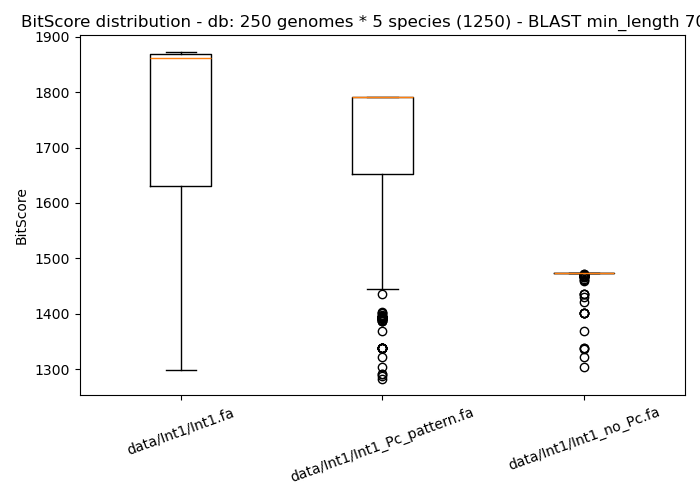 BitScore distribution - db: 250 genomes * 5 species (1250) - BLAST min_length 70
1900
1800
1700
1600
1500
1400
1300
BitScore
data/Int1/Int1.fa
data/Int1/Int1_Pc_pattern.fa
data/Int1/Int1_no_Pc.fa